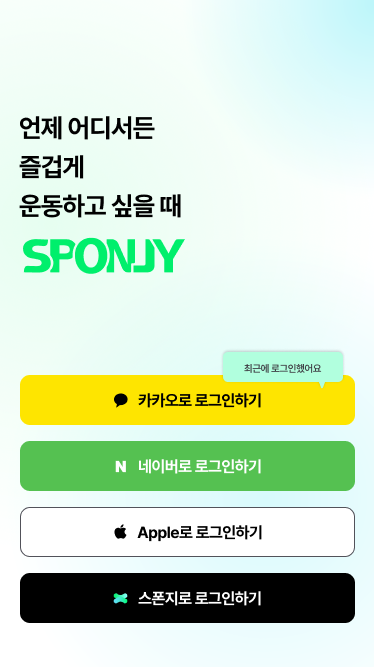 언제 어디서든
즐겁게
운동하고 싶을 때
SPONJY
최근에 로그인했어요
카카오로 로그인하기
N 네이버로 로그인하기
Apple로 로그인하기
스폰지로 로그인하기